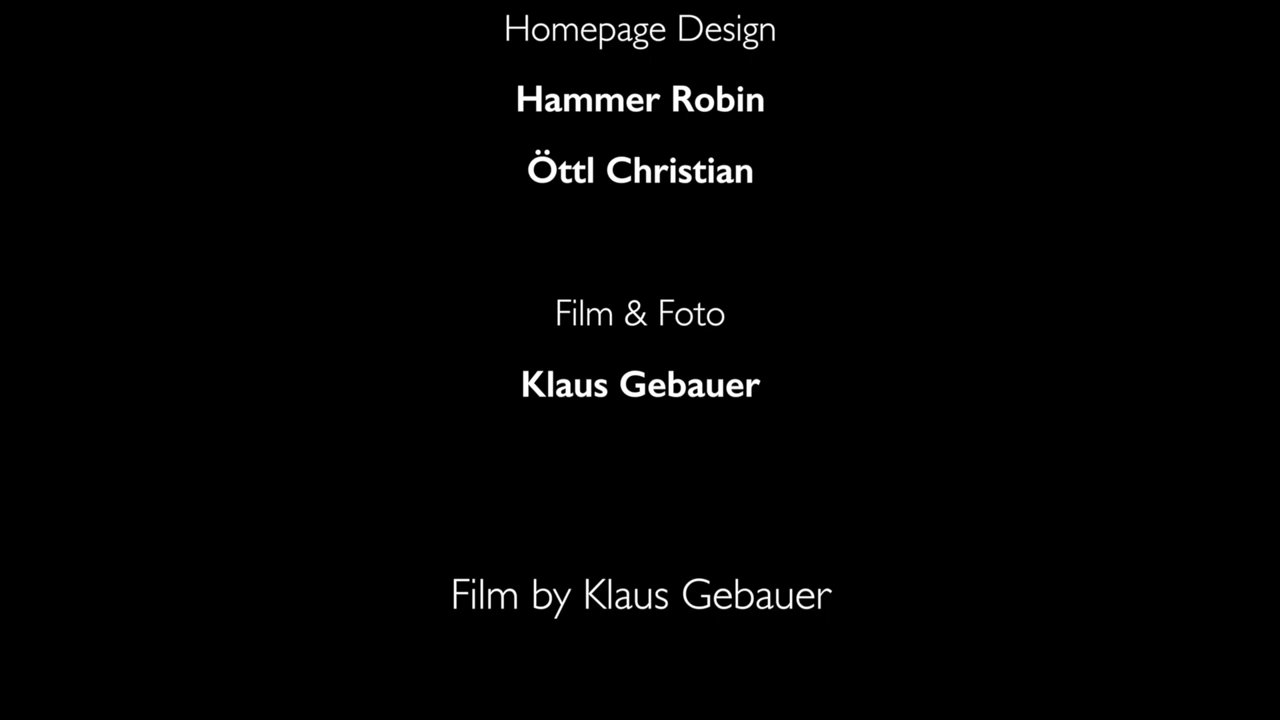 Homepage Design
Hammer Robin
Öttl Christian
Film & Foto
Klaus Gebauer
Film by Klaus Gebauer